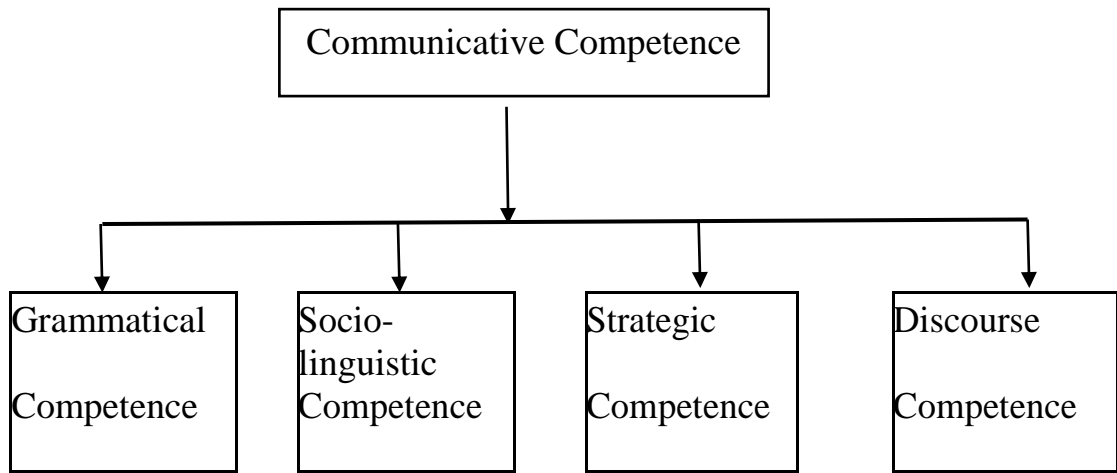 Communicative Competence
Grammatical
Competence
Socio-
linguistic
Competence
Strategic
Competence
Discourse
Competence